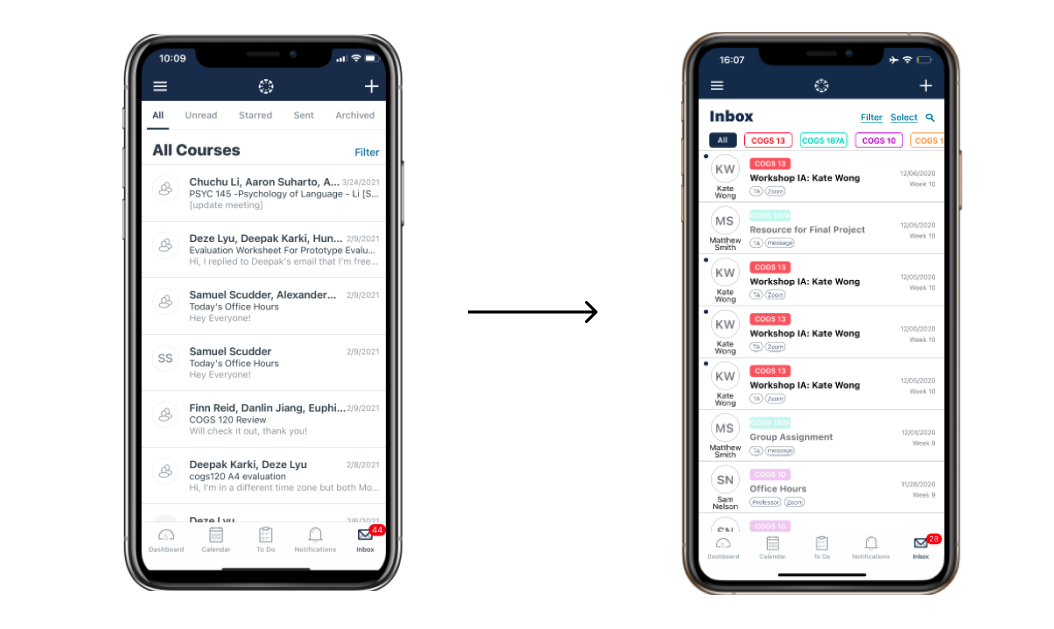 10:09
All Unread Starred Sent Archived
All Courses
Filter
Chuchu Li, Aaron Suharto, A... 3/24/2021
PSYC 145 -Psychology of Language - Li [S...
[update meeting]
Deze Lyu, Deepak Karki, Hun... 2/9/2021
Evaluation Worksheet For Prototype Evalu...
Hi, I replied to Deepak's email that I'm free...
Samuel Scudder, Alexander... 2/9/2021
Today's Office Hours
Hey Everyone!
SS
Samuel Scudder 2/9/2021
Today's Office Hours
Hey Everyone!
Finn Reid, Danlin Jiang, Euphi... 2/9/2021
COGS 120 Review
Will check it out, thank you!
Deepak Karki, Deze Lyu 2/8/2021
cogs120 A4 evaluation
Hi, I'm in a different time zone but both Mo...
Deze Lyu
44
Dashboard Calendar To Do Notifications Inbox
16:07
Inbox
Filter Select
All COGS 13 COGS 187A COGS 10 COGS 1
KW
Kate
Wong
COGS 13
Workshop IA: Kate Wong
TA Zoom
12/06/2020
Week 10
MS
Matthew
Smith
COGS 187A
Resource for Final Project
TA message
12/05/2020
Week 10
KW
Kate
Wong
COGS 13
Workshop IA: Kate Wong
TA Zoom
12/05/2020
Week 10
KW
Kate
Wong
COGS 13
Workshop IA: Kate Wong
TA Zoom
12/05/2020
Week 10
KW
Kate
Wong
COGS 13
Workshop IA: Kate Wong
TA Zoom
12/05/2020
Week 10
MS
Matthew
Smith
COGS 187A
Group Assignment
TA message
12/01/2020
Week 9
SN
Sam
Nelson
COGS 10
Office Hours
Professor Zoom
11/28/2020
Week 9
SN
COGS 10
28
Dashboard Calendar To Do Notifications Inbox